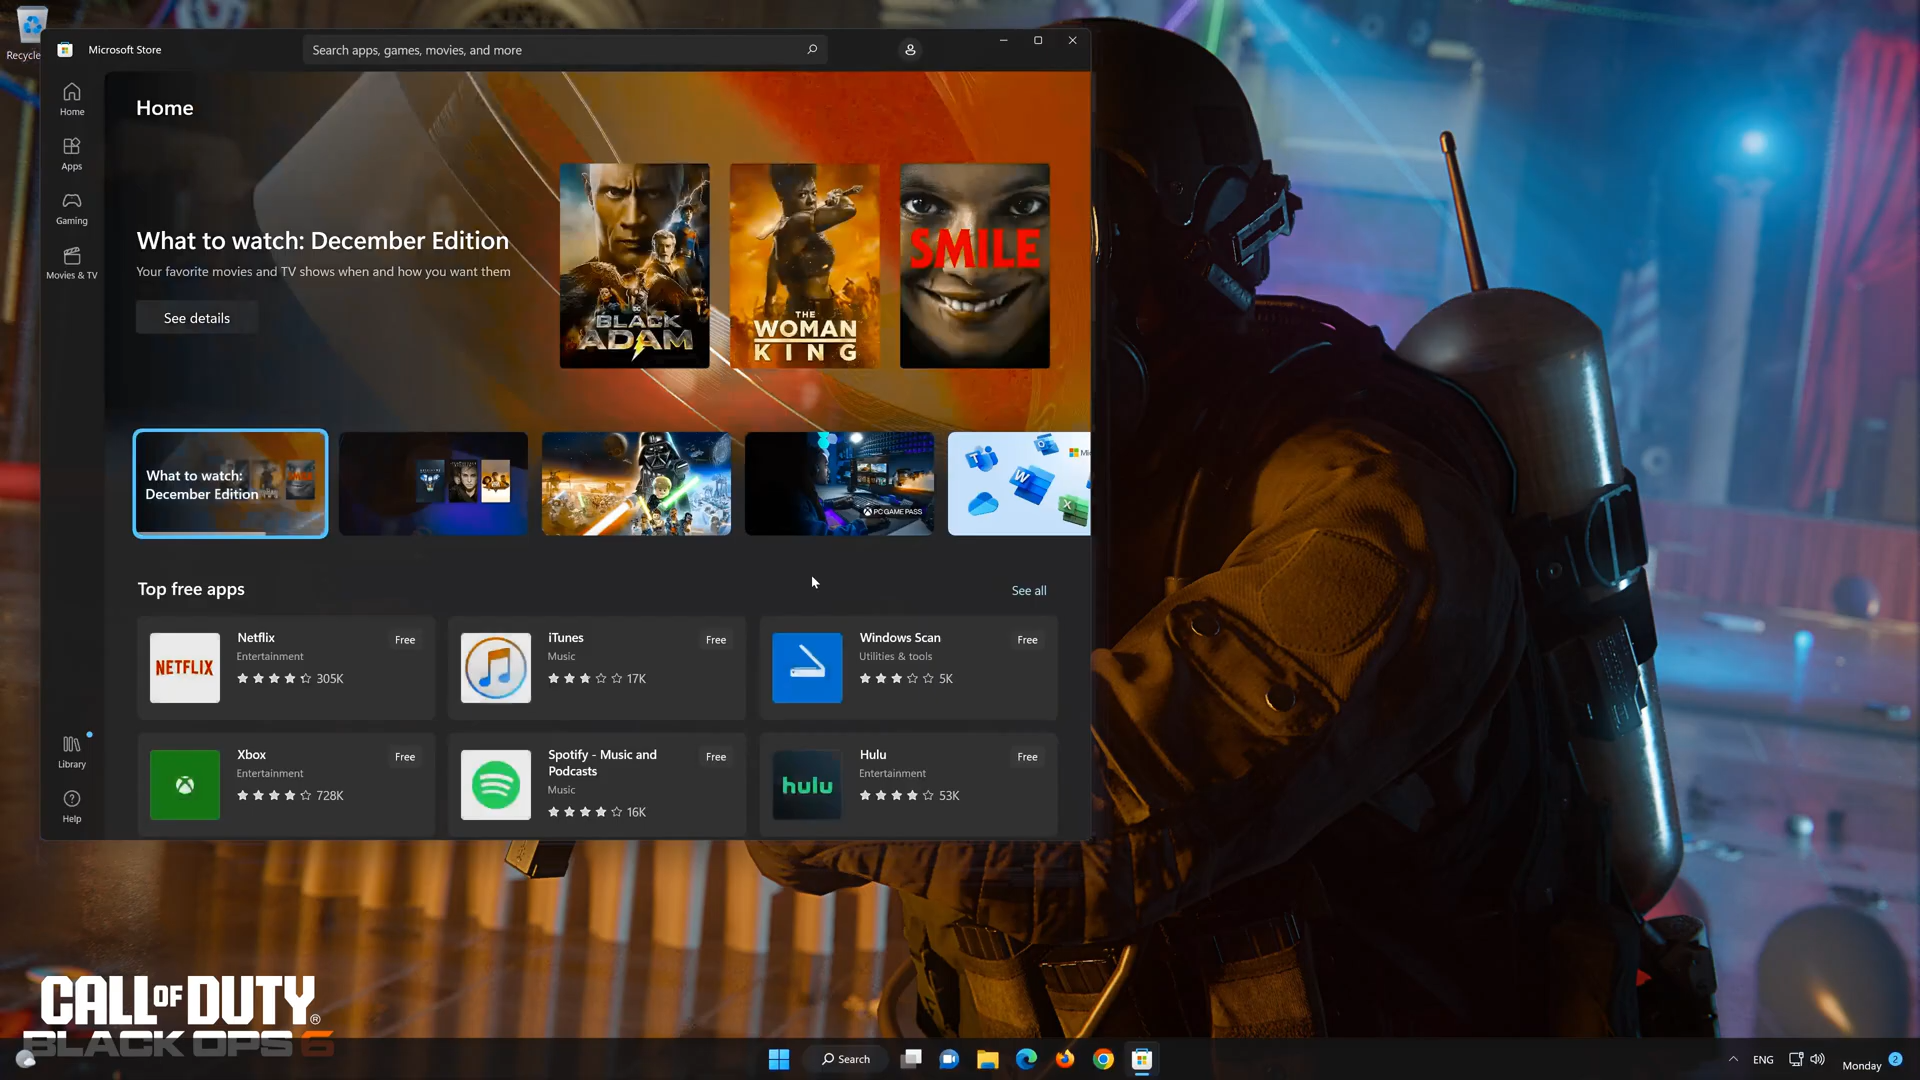 Recycle
Microsoft Store
Search apps, games, movies, and more
Home
Apps
Gaming
Movies & TV
Library
Help
Home
What to watch: December Edition
Your favorite movies and TV shows when and how you want them
See details
BLACK
ADAM
THE
WOMAN
KING
SMILE
What to watch:
December Edition
PC GAME PASS
Top free apps
See all
NETFLIX
Netflix
Free
Entertainment
305K
iTunes
Free
Music
17K
Windows Scan
Free
Utilities & tools
5K
Xbox
Free
Entertainment
728K
Spotify - Music and
Podcasts
Free
Music
16K
hulu
Hulu
Free
Entertainment
53K
CALL OF DUTY®
BLACK OPS 6
Search
ENG
Monday
2